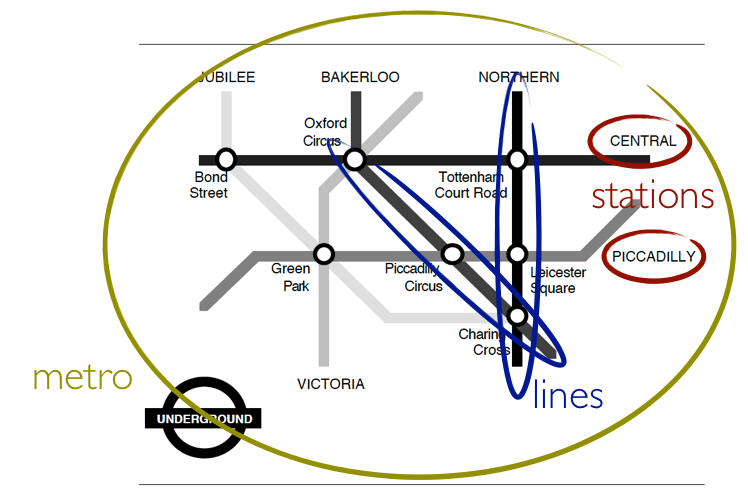 JUBILEE
BAKERLOO
NORTHERN
Oxford
Circus
CENTRAL
Bond
Street
Tottenham
Court Road
stations
Green
Park
Piccadilly
Circus
Leicester
Square
PICCADILLY
Charing
Cross
metro
VICTORIA
lines
UNDERGROUND